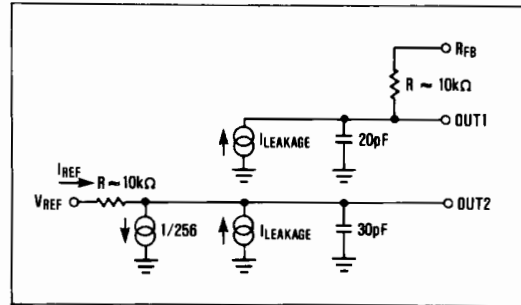 RFB
R ~ 10kΩ
OUT1
ILEAKAGE
20pF
IREF
R ~ 10kΩ
VREF
OUT2
1/256
ILEAKAGE
30pF